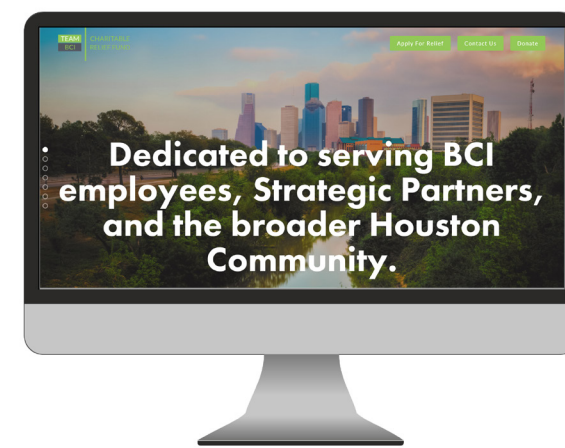 TEAM
BCI
CHARITABLE
RELIEF FUND
Apply For Relief
Contact Us
Donate
Dedicated to serving BCI
employees, Strategic Partners,
and the broader Houston
Community.